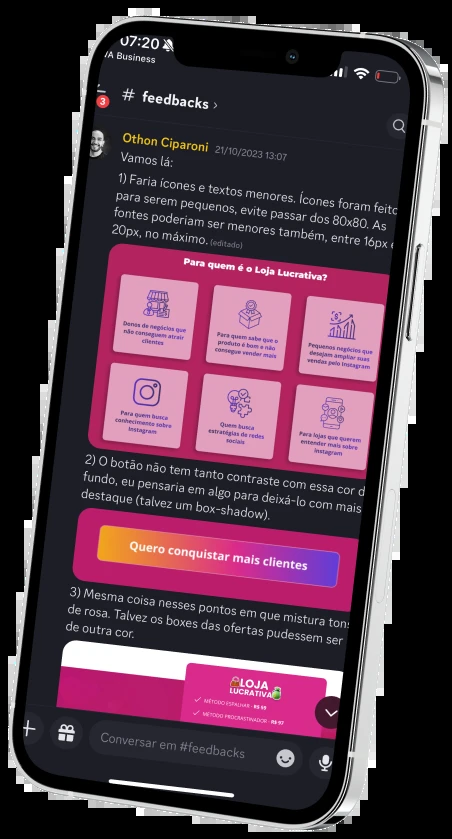 07:20
WA Business
3
# feedbacks >
Othon Ciparoni 21/10/2023 13:07
Vamos lá:
1) Faria ícones e textos menores. Ícones foram feito
para serem pequenos, evite passar dos 80x80. As
fontes poderiam ser menores também, entre 16px e
20px, no máximo. (editado)
Para quem é o Loja Lucrativa?
Donos de negócios que
não conseguem atrair
clientes
Para quem sabe que o
produto é bom e não
consegue vender mais
Pequenos negócios que
desejam ampliar suas
vendas pelo Instagram
Para quem busca
conhecimento sobre
Instagram
Quem busca
estratégias de redes
sociais
Para lojas que querem
entender mais sobre
Instagram
2) O botão não tem tanto contraste com essa cor d
fundo, eu pensaria em algo para deixá-lo com mais
destaque (talvez um box-shadow).
Quero conquistar mais clientes
3) Mesma coisa nesses pontos em que mistura tons
de rosa. Talvez os boxes das ofertas pudessem ser
de outra cor.
LOJA
LUCRATIVA
MÉTODO ESPALHAR - R$
MÉTODO PROCRASTINADOR - R$ 97
Conversar em #feedbacks